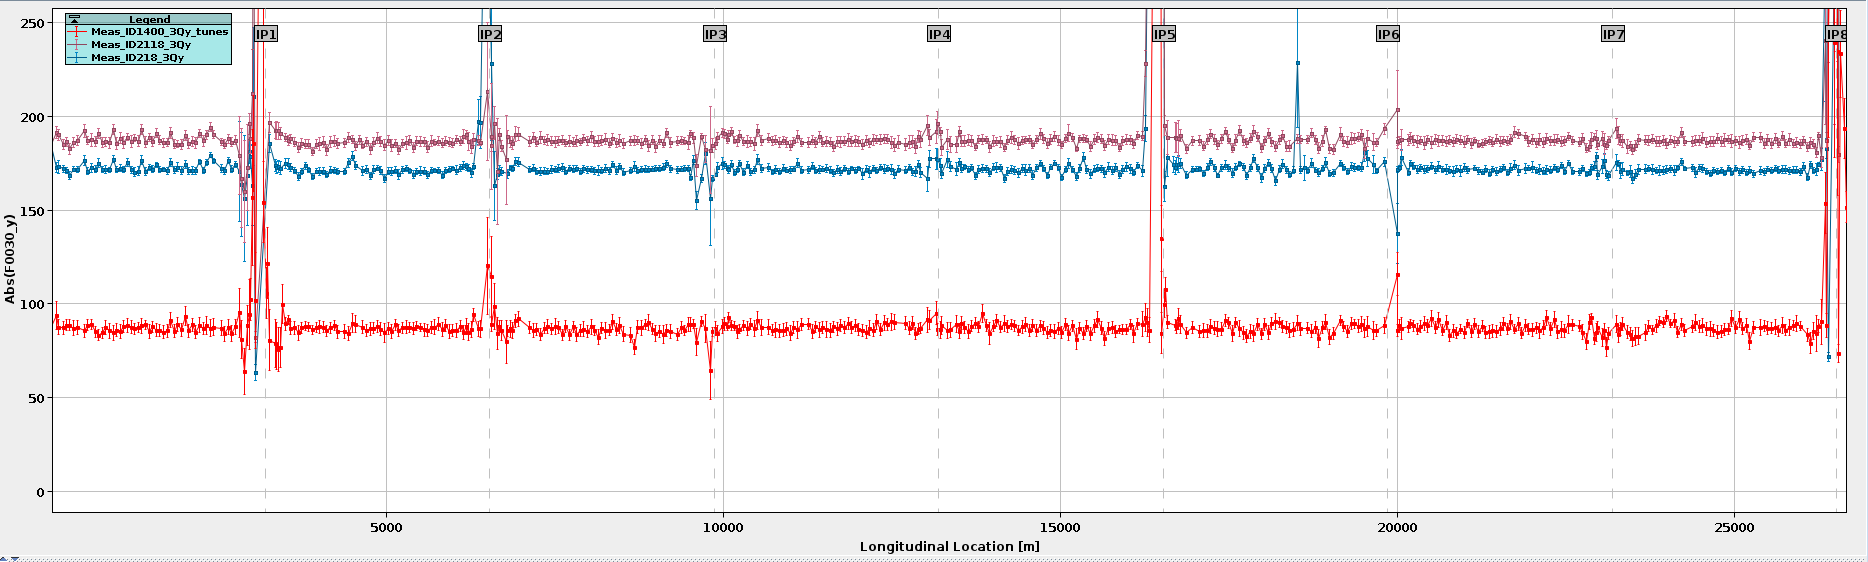 Legend
Meas_ID1400_3Qy_tunes
Meas_ID2118_3Qy
Meas_ID218_3Qy
IP1 IP2 IP3 IP4 IP5 IP6 IP7 IP8
250
200
150
100
50
0
Abs(F0030_y)
5000 10000 15000 20000 25000
Longitudinal Location [m]